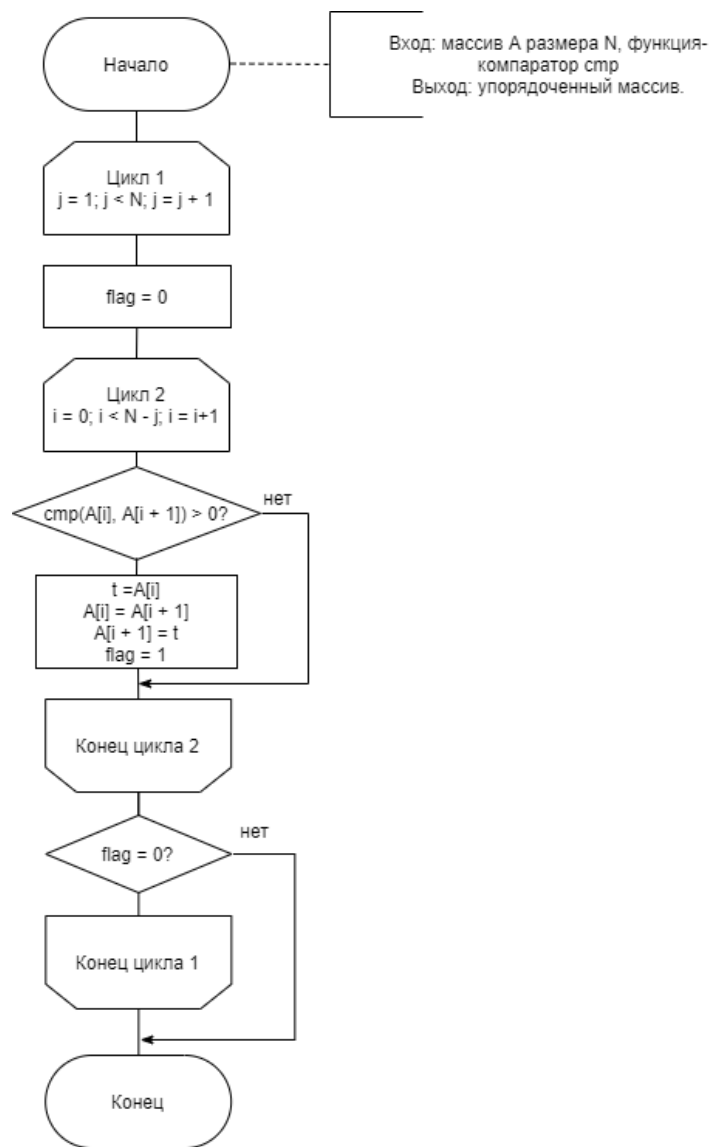 Начало
Вход: массив A размера N, функция-
компаратор cmp
Выход: упорядоченный массив.
Цикл 1
j = 1; j < N; j = j + 1
flag = 0
Цикл 2
i = 0; i < N - j; i = i+1
cmp(A[i], A[i + 1]) > 0?
нет
t =A[i]
A[i] = A[i + 1]
A[i + 1] = t
flag = 1
Конец цикла 2
flag = 0?
нет
Конец цикла 1
Конец